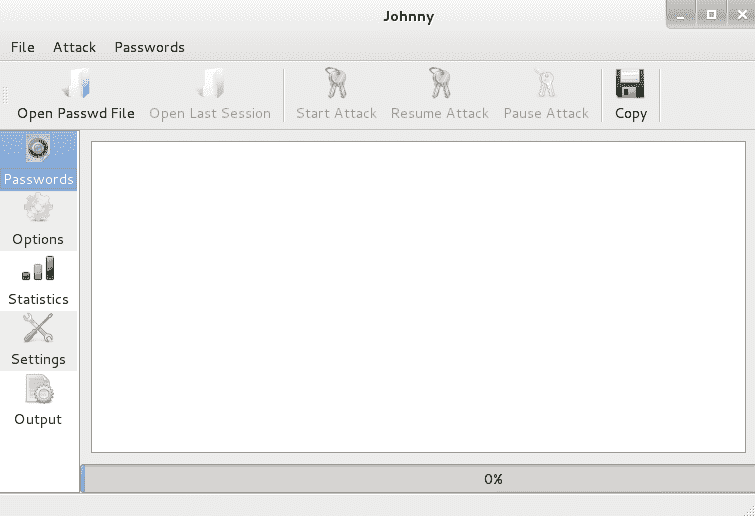 Johnny
File Attack Passwords
Open Passwd File Open Last Session Start Attack Resume Attack Pause Attack Copy
Passwords
Options
Statistics
Settings
Output
0%